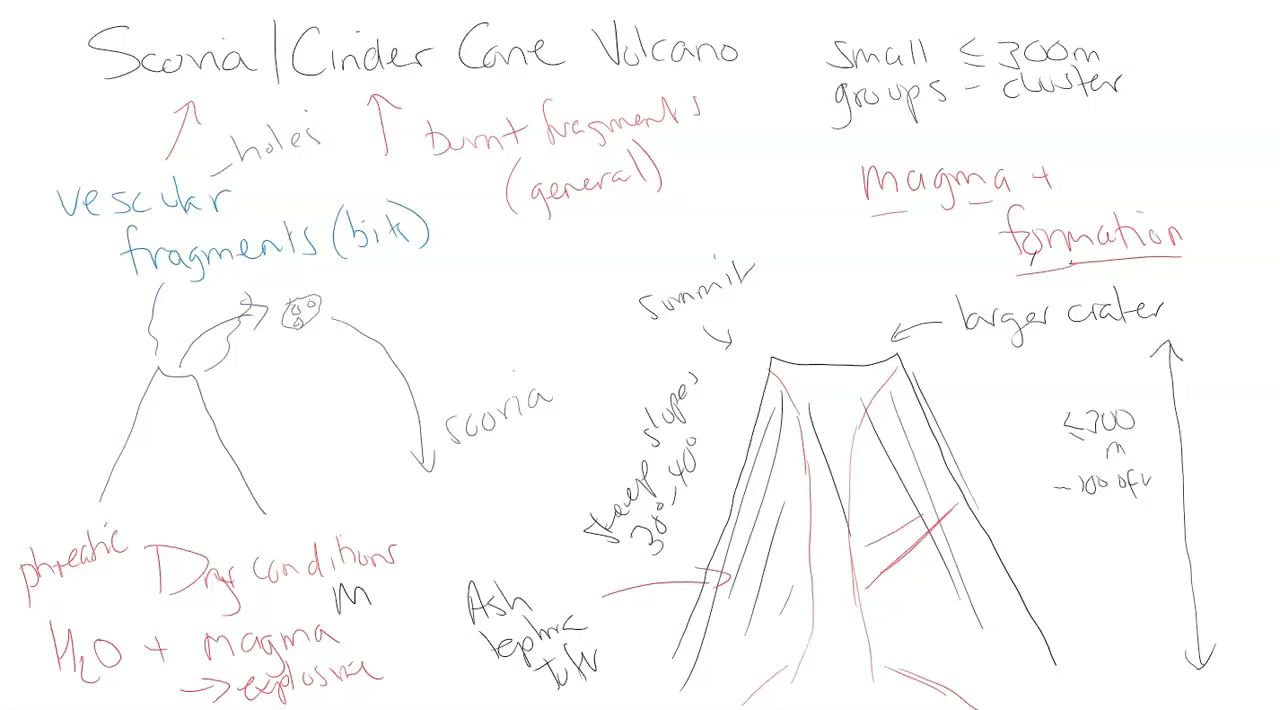 Scoria/Cinder Cone Volcano
small ≤ 300m
groups - cluster
holes
burnt fragments
(general)
vescular
fragments (bits)
magma +
formation
summit
larger crater
scoria
steep slopes
30°-40°
≤300
m
phreatic
Dry conditions
M
H2O + magma
→ explosive
Ash
tephra
tuff